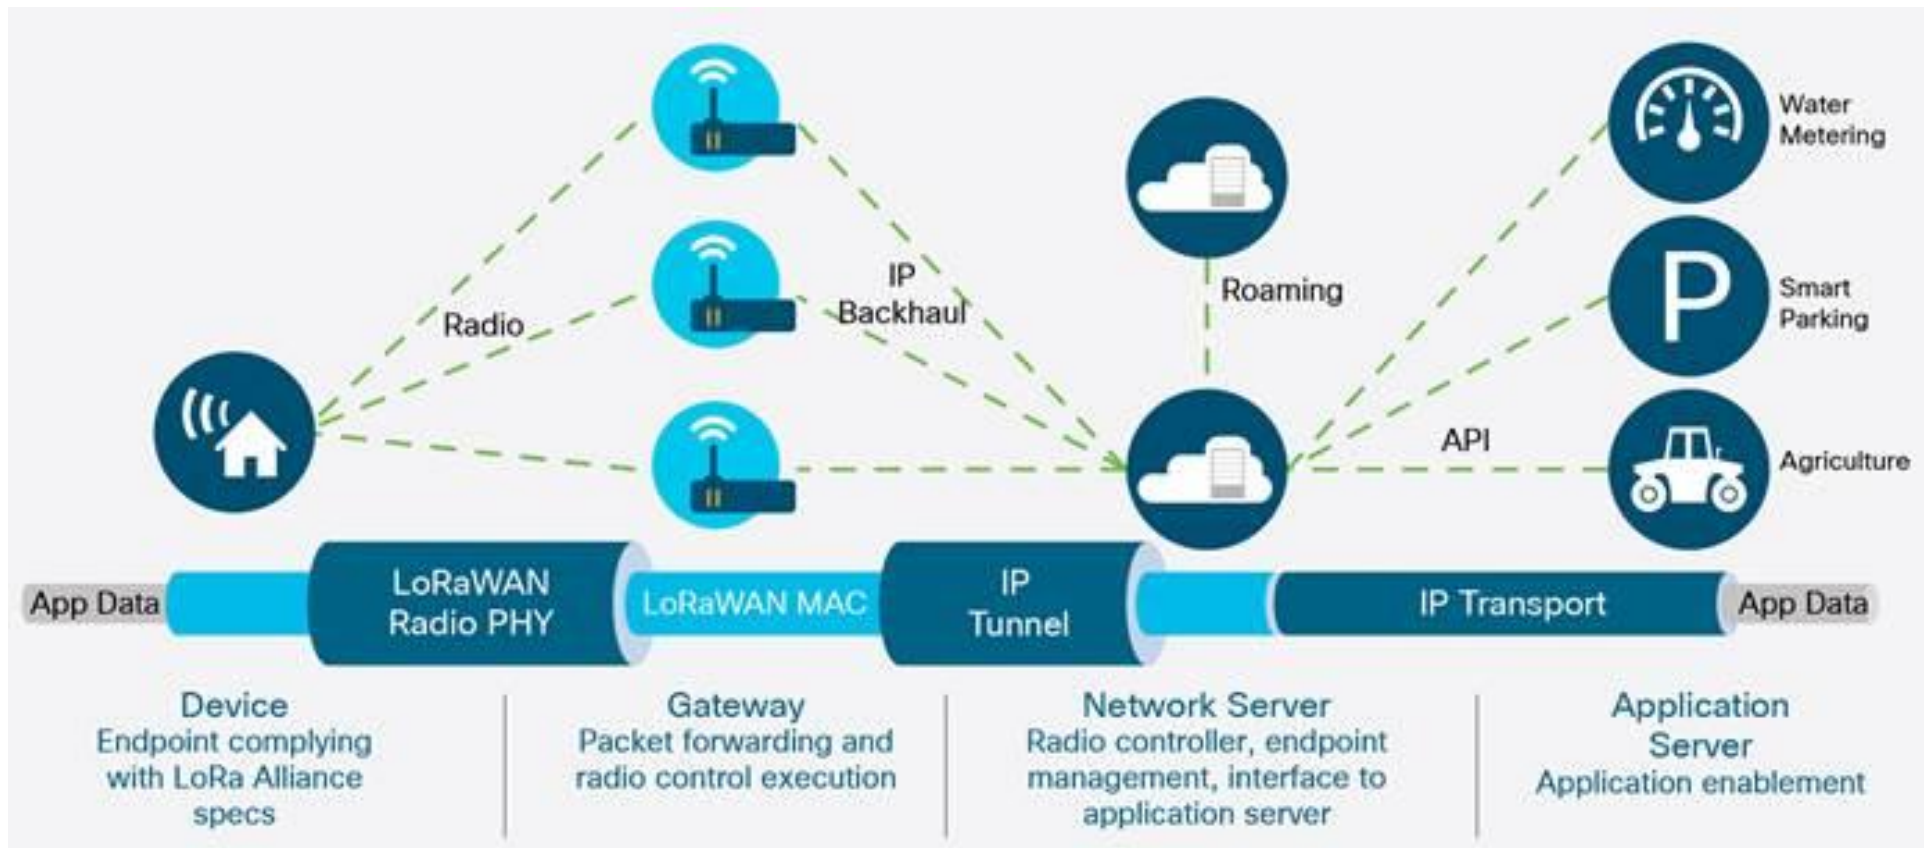 Water
Metering
IP
Backhaul
Roaming
Smart
Parking
Radio
API
Agriculture
P
App Data
LoRaWAN
Radio PHY
LoRaWAN MAC
IP
Tunnel
IP Transport
App Data
Device
Endpoint complying
with LoRa Alliance
specs
Gateway
Packet forwarding and
radio control execution
Network Server
Radio controller, endpoint
management, interface to
application server
Application
Server
Application enablement